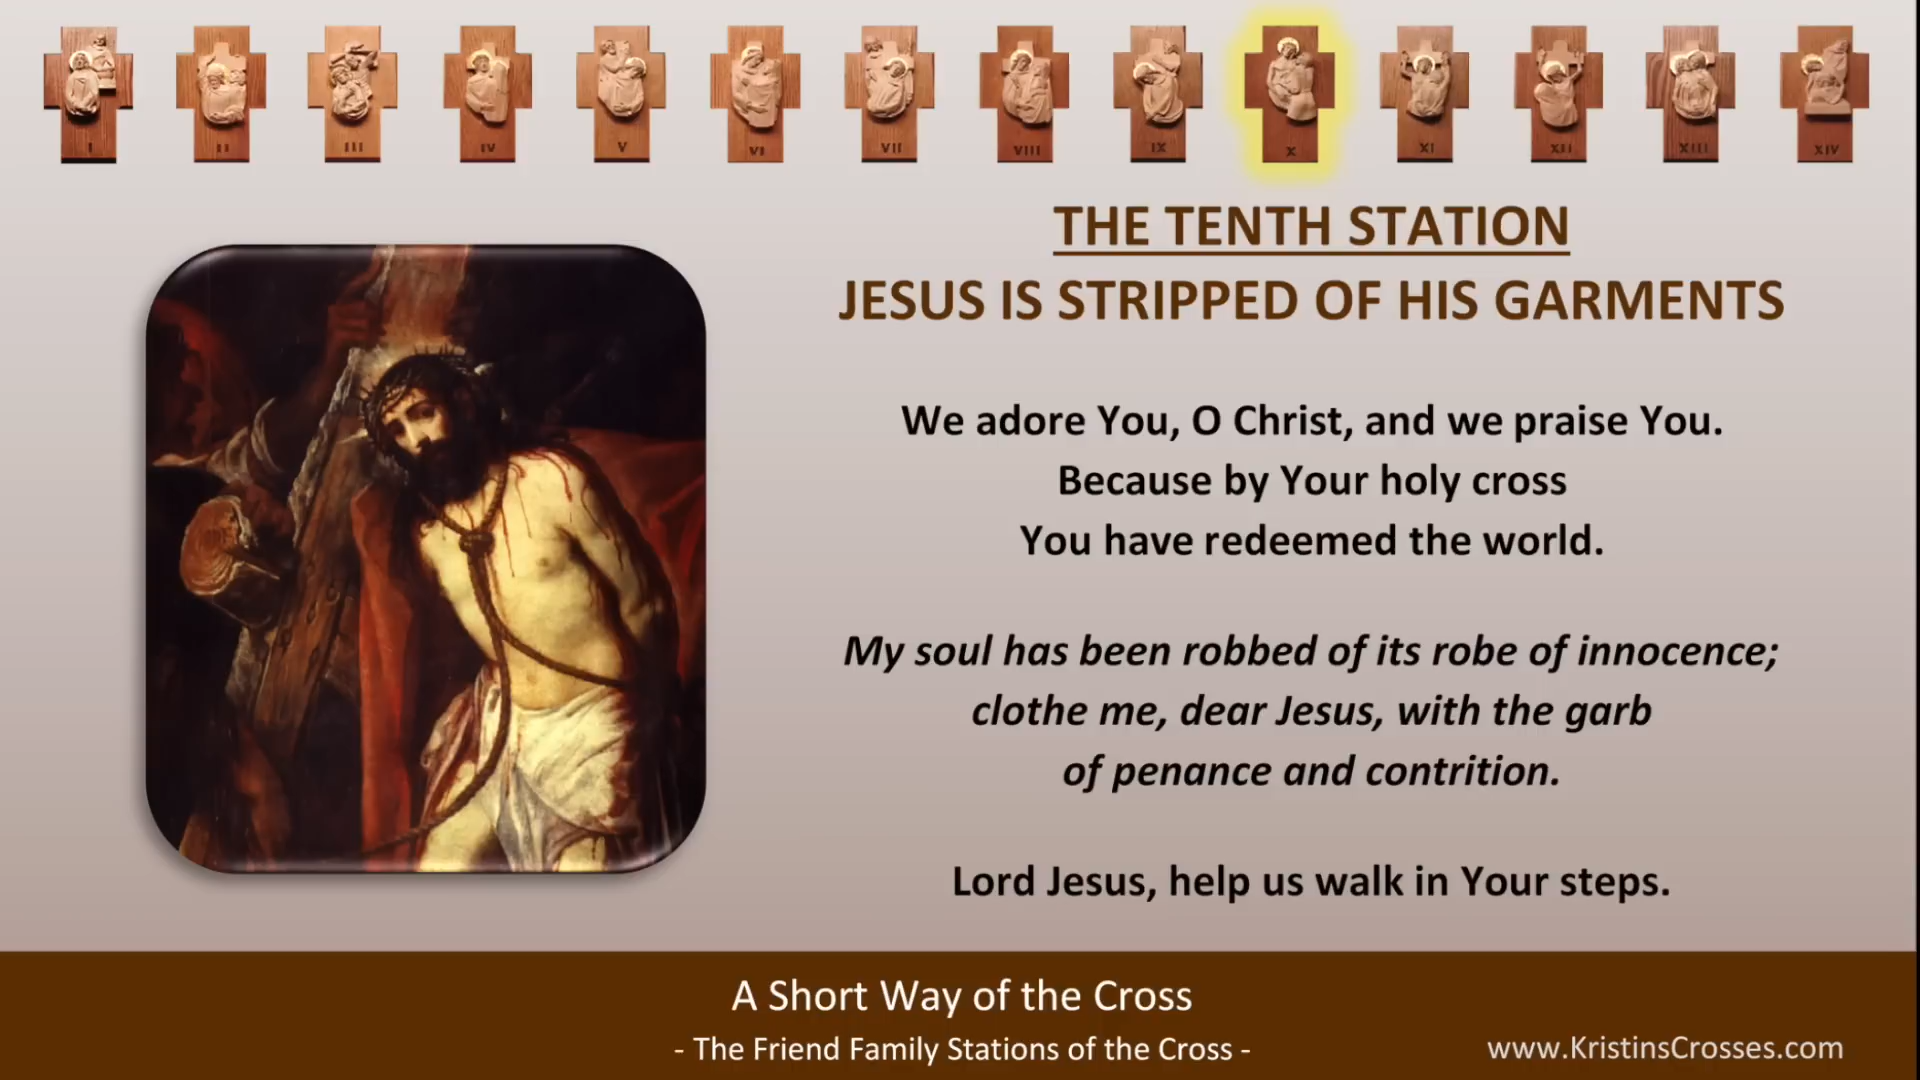 I II III IV V VI VII VIII IX X XI XII XIII XIV
THE TENTH STATION
JESUS IS STRIPPED OF HIS GARMENTS
We adore You, O Christ, and we praise You.
Because by Your holy cross
You have redeemed the world.
My soul has been robbed of its robe of innocence;
clothe me, dear Jesus, with the garb
of penance and contrition.
Lord Jesus, help us walk in Your steps.
A Short Way of the Cross
- The Friend Family Stations of the Cross -
www.KristinsCrosses.com